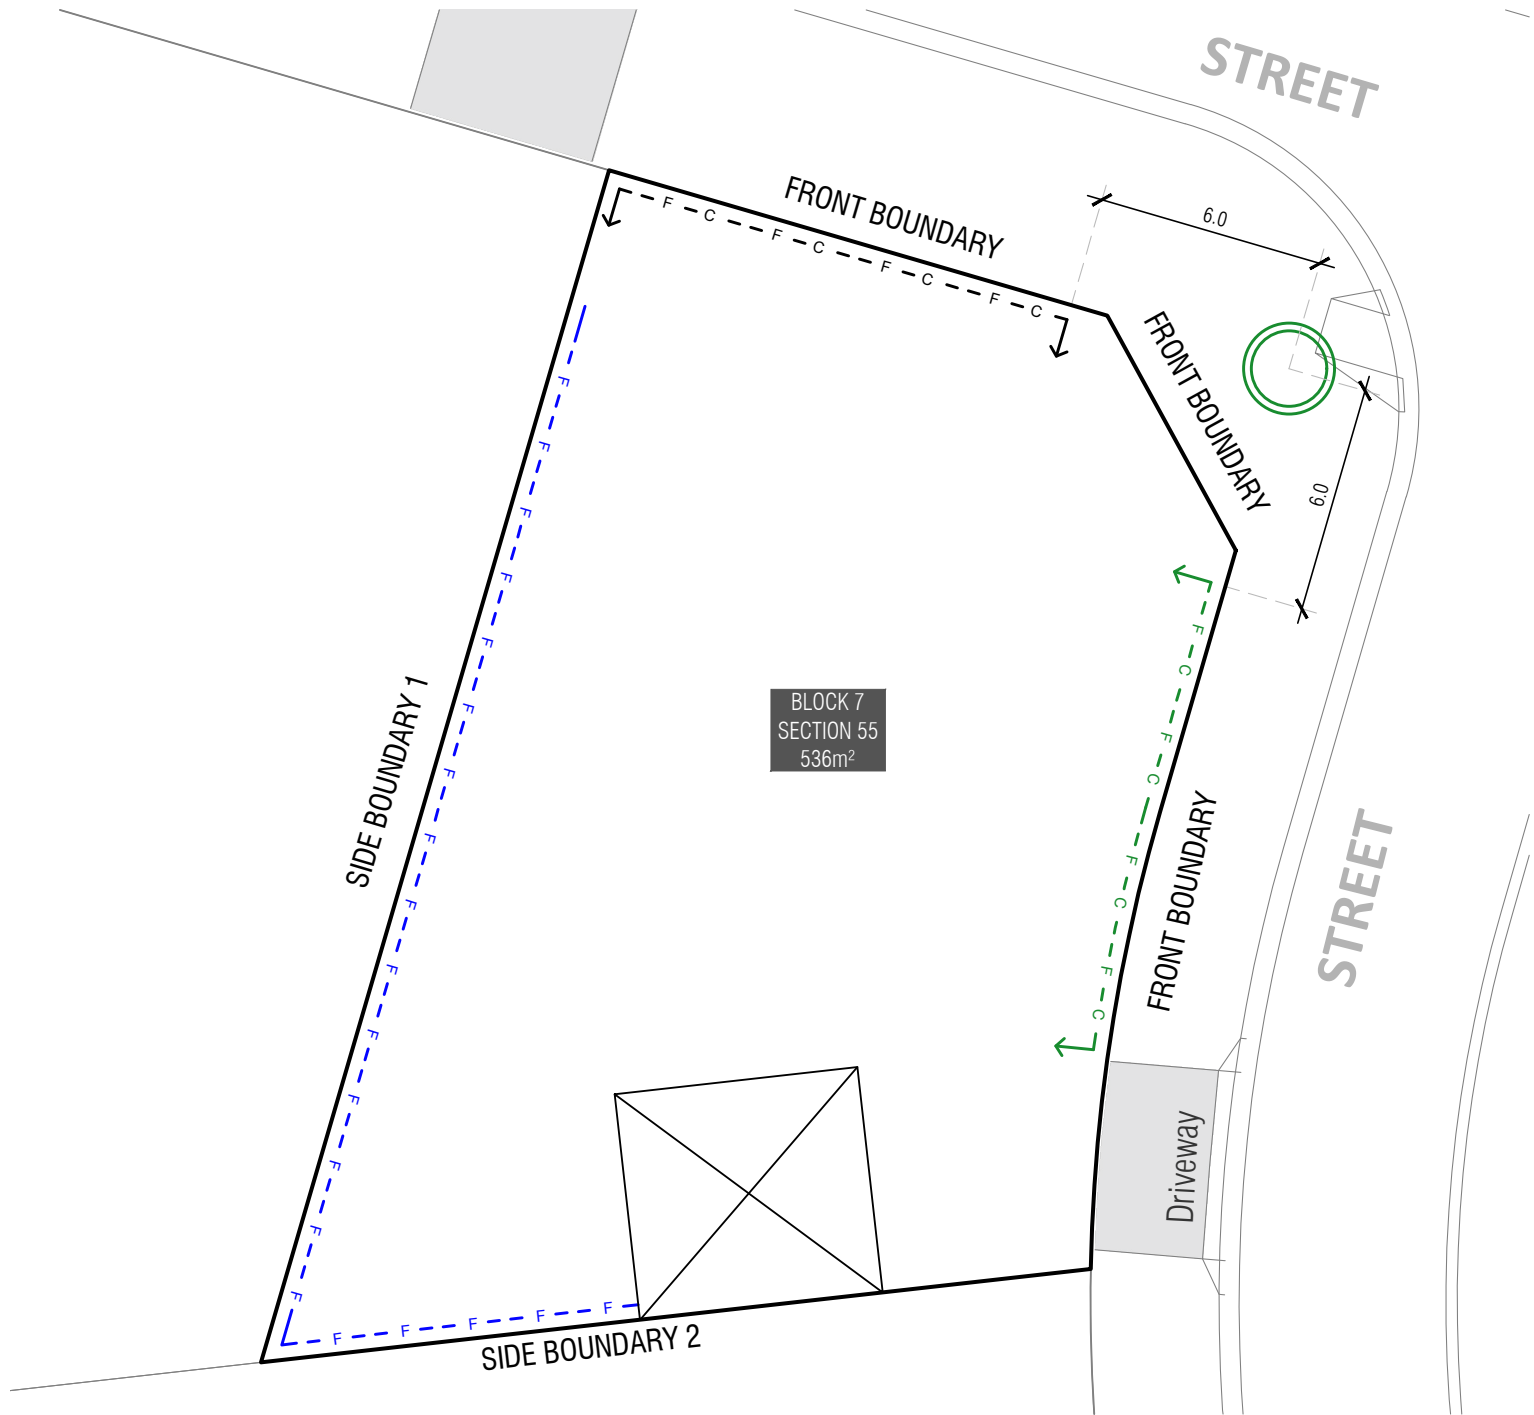 STREET
FRONT BOUNDARY
6.0
F C F C F C F C
FRONT BOUNDARY
6.0
F F F F F F F F F F F F F F F
F C F C F C F C
BLOCK 7
SECTION 55
536m²
SIDE BOUNDARY 1
FRONT BOUNDARY
STREET
Driveway
F F F F F
SIDE BOUNDARY 2